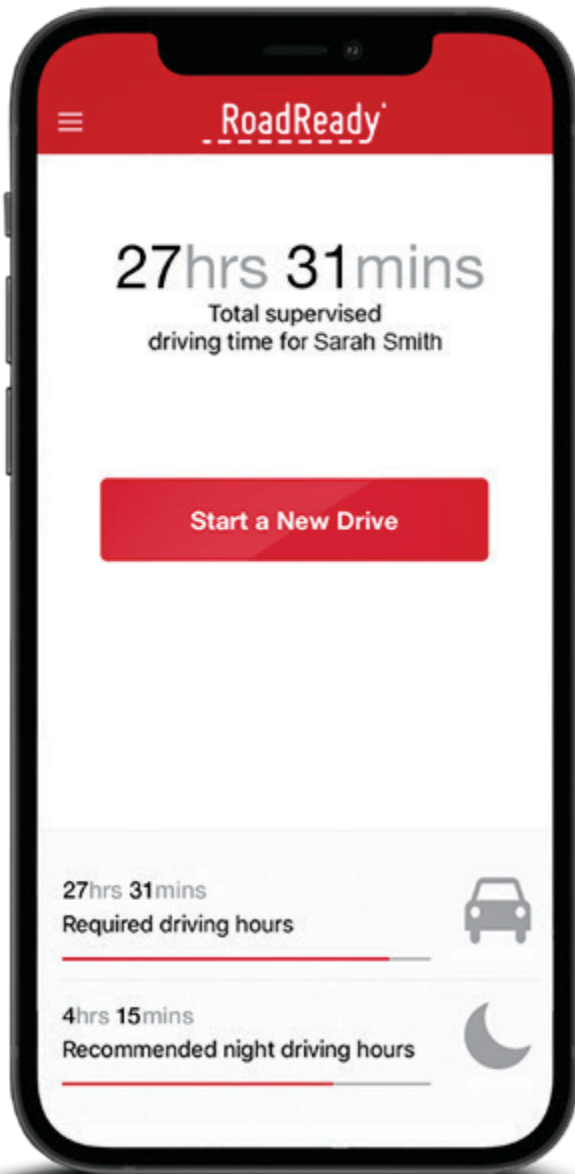 RoadReady
27hrs 31mins
Total supervised
driving time for Sarah Smith
Start a New Drive
27hrs 31mins
Required driving hours
4hrs 15mins
Recommended night driving hours